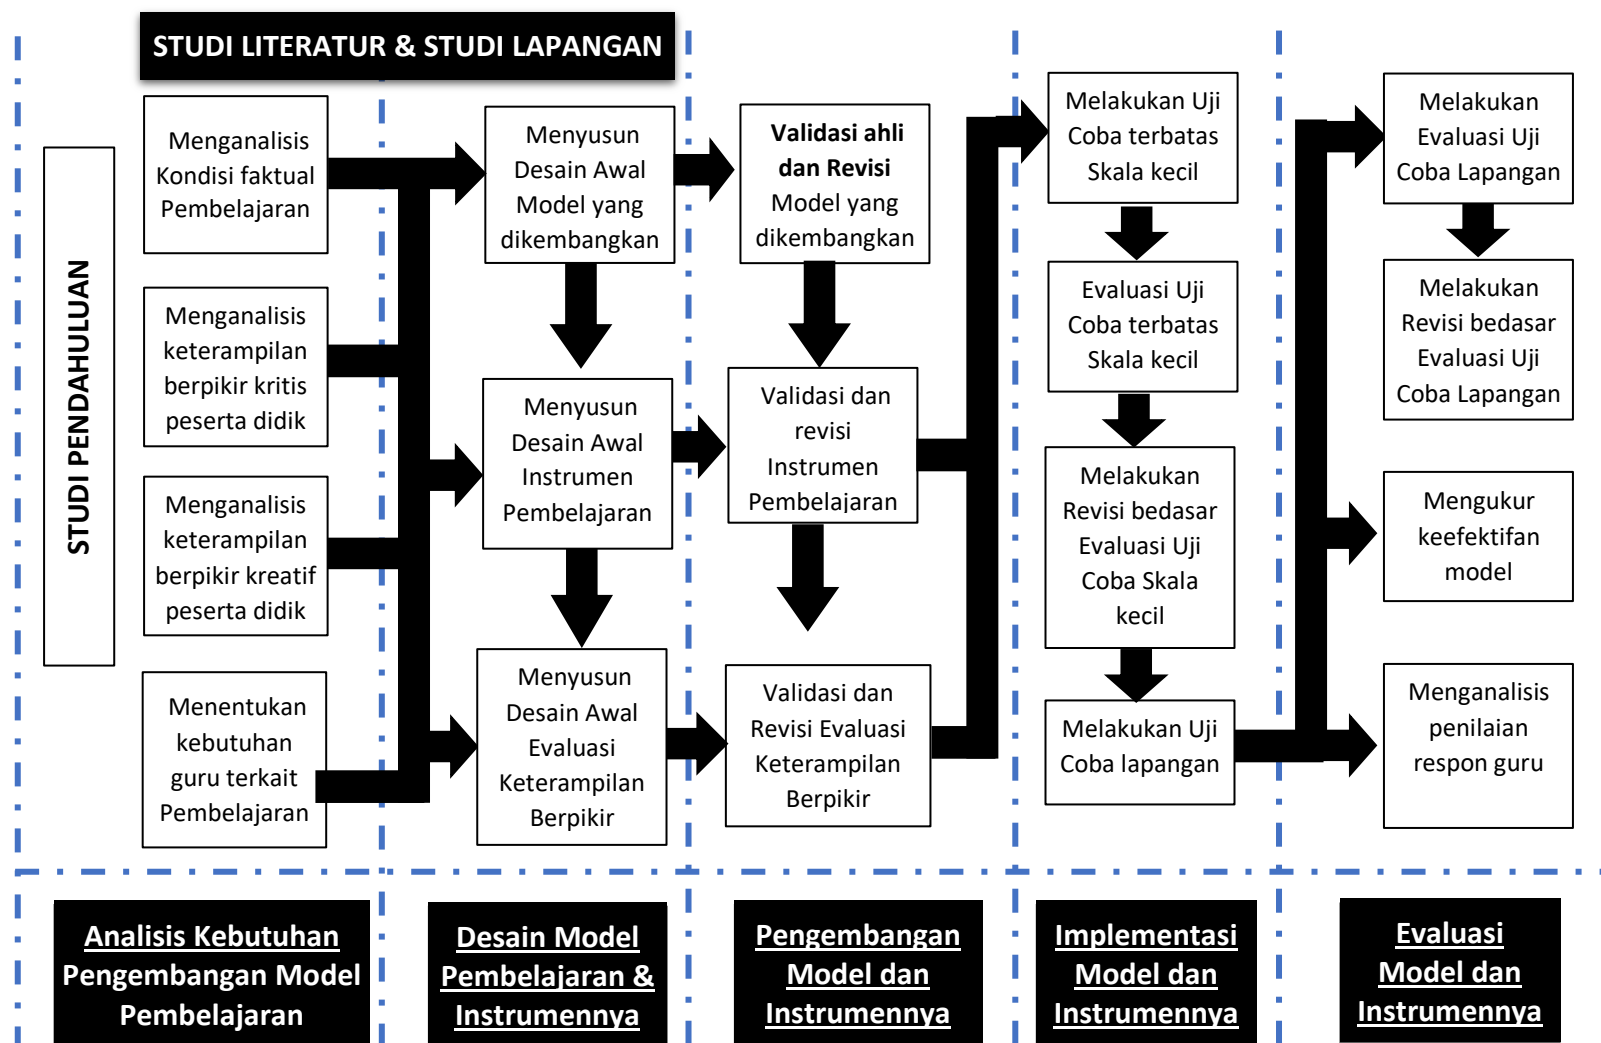 STUDI LITERATUR & STUDI LAPANGAN
STUDI PENDAHULUAN
Menganalisis
Kondisi faktual
Pembelajaran
Menganalisis
keterampilan
berpikir kritis
peserta didik
Menganalisis
keterampilan
berpikir kreatif
peserta didik
Menentukan
kebutuhan
guru terkait
Pembelajaran
Menyusun
Desain Awal
Model yang
dikembangkan
Menyusun
Desain Awal
Instrumen
Pembelajaran
Menyusun
Desain Awal
Evaluasi
Keterampilan
Berpikir
Validasi ahli
dan Revisi
Model yang
dikembangkan
Validasi dan
revisi
Instrumen
Pembelajaran
Validasi dan
Revisi Evaluasi
Keterampilan
Berpikir
Melakukan Uji
Coba terbatas
Skala kecil
Evaluasi Uji
Coba terbatas
Skala kecil
Melakukan
Revisi bedasar
Evaluasi Uji
Coba Skala
kecil
Melakukan Uji
Coba lapangan
Melakukan
Evaluasi Uji
Coba Lapangan
Melakukan
Revisi bedasar
Evaluasi Uji
Coba Lapangan
Mengukur
keefektifan
model
Menganalisis
penilaian
respon guru
Analisis Kebutuhan
Pengembangan Model
Pembelajaran
Desain Model
Pembelajaran &
Instrumennya
Pengembangan
Model dan
Instrumennya
Implementasi
Model dan
Instrumennya
Evaluasi
Model dan
Instrumennya